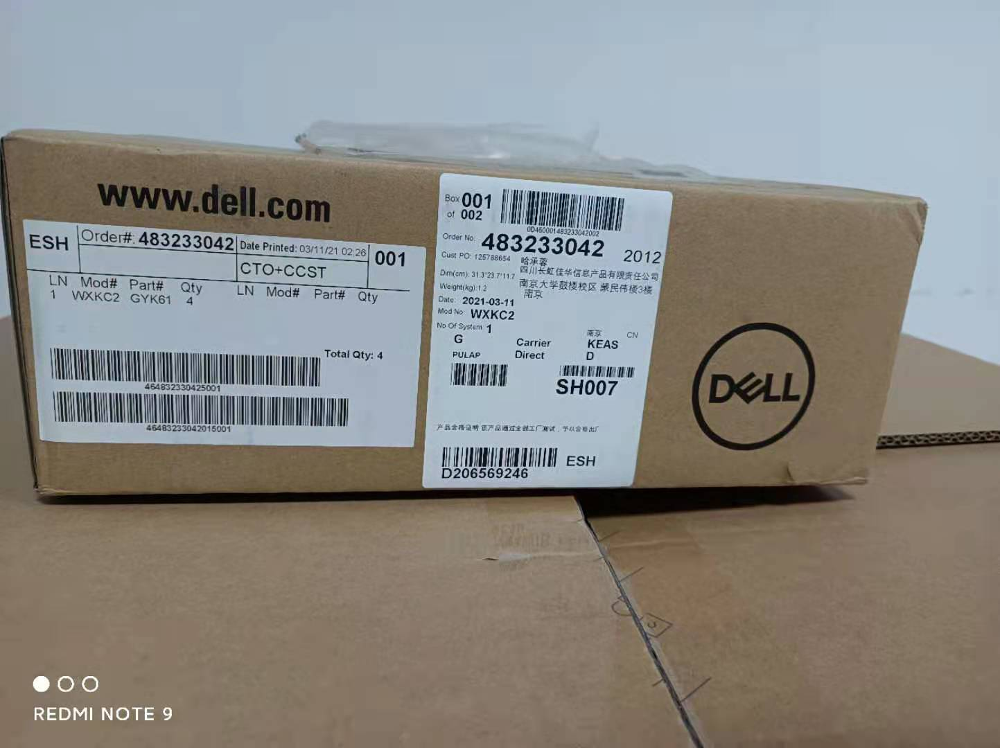 www.dell.com
ESH
Order#: 483233042
Date Printed: 03/11/21 02:26
001
CTO+CCST
LN Mod# Part# Qty LN Mod# Part# Qty
1 WXKC2 GYK61 4
Total Qty: 4
464832330425001
46483233042015001
Box 001
of 002
0D460001483233042002
Order No: 483233042 2012
Cust PO: 125788654 哈承蓉
四川长虹佳华信息产品有限责任公司
Dim(cm): 31.3*23.7*11.7
南京大学鼓楼校区 蒙民伟楼3楼
Weight(kg):1.2
南京
Date: 2021-03-11
Mod No: WXKC2
No Of System 1
南京 CN
G Carrier KEAS
PULAP Direct D
SH007
产品合格证明 该产品通过全部工厂测试，予以合格出厂
D206569246 ESH
DELL
REDMI NOTE 9